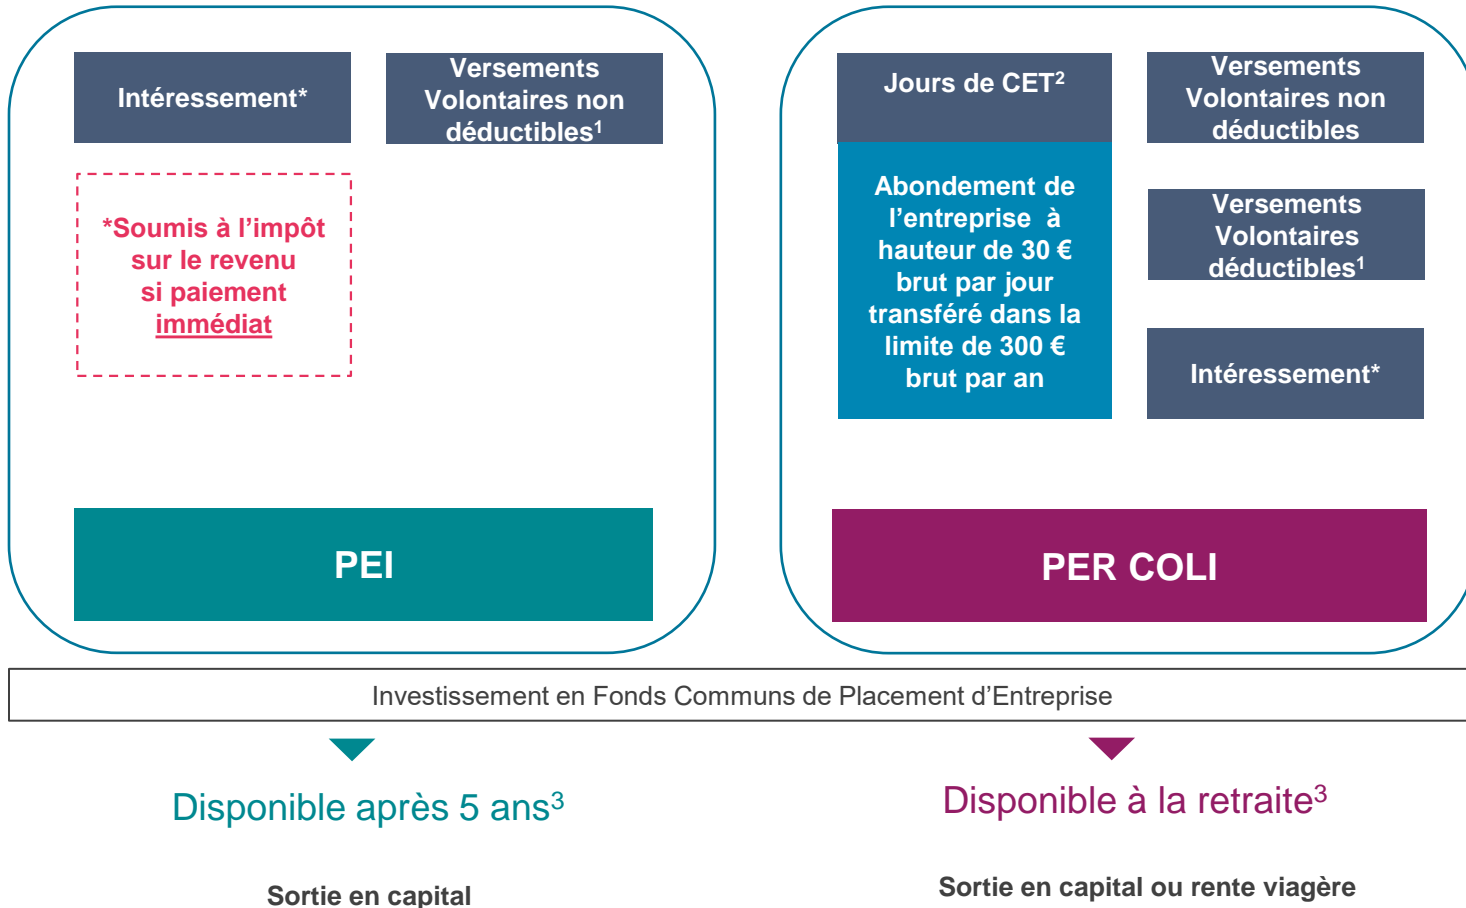 Intéressement*
Versements
Volontaires non
déductibles¹
*Soumis à l’impôt
sur le revenu
si paiement
immédiat
PEI
Jours de CET²
Abondement de
l’entreprise à
hauteur de 30 €
brut par jour
transféré dans la
limite de 300 €
brut par an
Versements
Volontaires non
déductibles
Versements
Volontaires
déductibles¹
Intéressement*
PER COLI
Investissement en Fonds Communs de Placement d’Entreprise
Disponible après 5 ans³
Sortie en capital
Disponible à la retraite³
Sortie en capital ou rente viagère